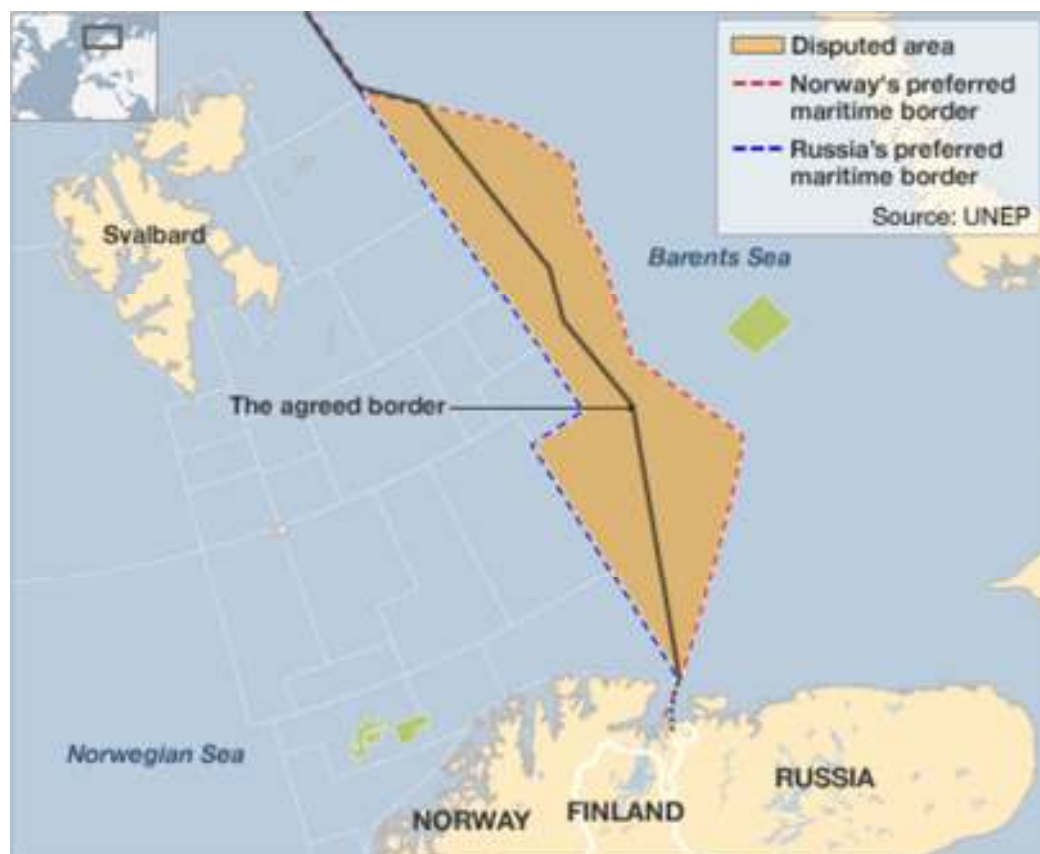 Disputed area
Norway's preferred
maritime border
Russia's preferred
maritime border
Source: UNEP
Svalbard
Barents Sea
The agreed border
Norwegian Sea
NORWAY
FINLAND
RUSSIA